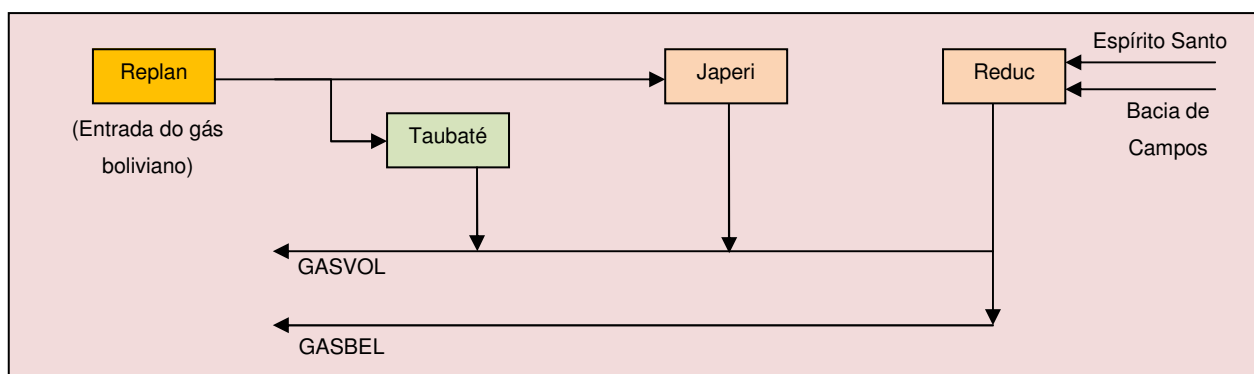 Replan
(Entrada do gás
boliviano)
Taubaté
Japeri
Reduc
Espírito Santo
Bacia de
Campos
GASVOL
GASBEL